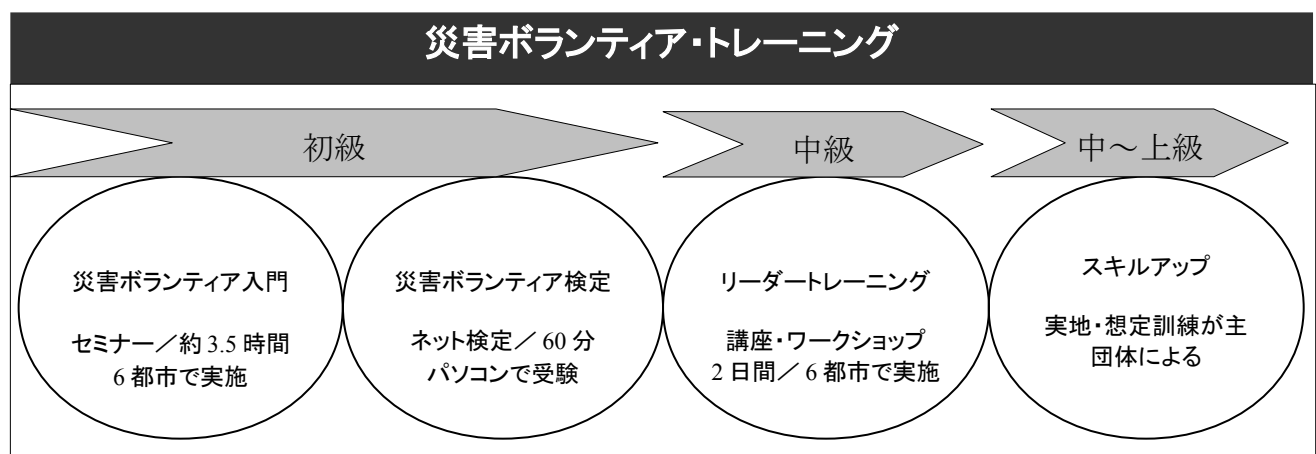 災害ボランティア・トレーニング
初級
中級
中～上級
災害ボランティア入門
セミナー／約 3.5 時間
6 都市で実施
災害ボランティア検定
ネット検定／ 60 分
パソコンで受験
リーダートレーニング
講座・ワークショップ
2 日間／ 6 都市で実施
スキルアップ
実地・想定訓練が主
団体による